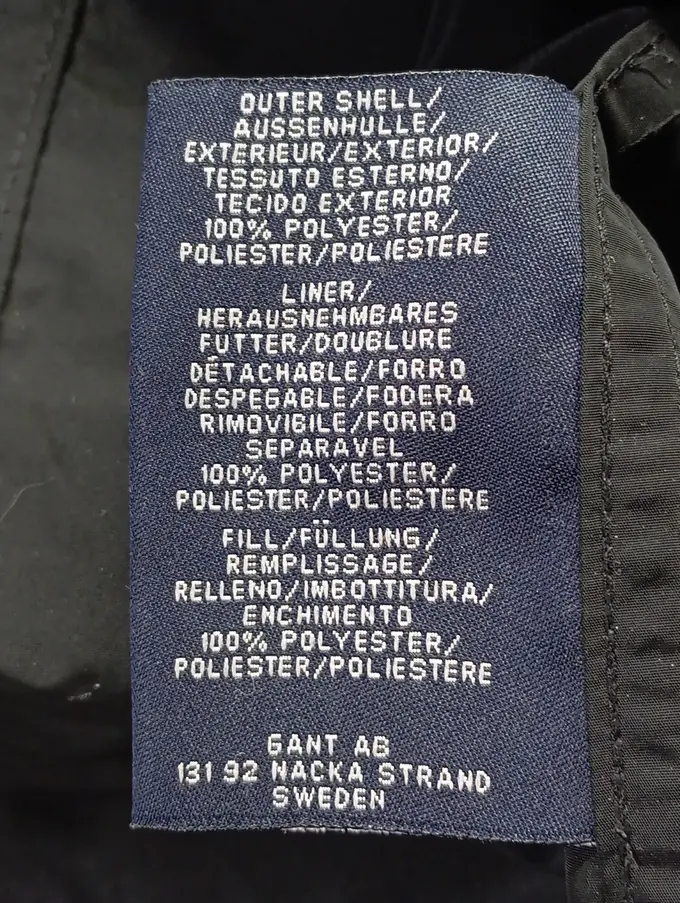 OUTER SHELL/
AUSSENHULLE/
EXTERIEUR/EXTERIOR/
TESSUTO ESTERNO/
TECIDO EXTERIOR
100% POLYESTER/
POLIESTER/POLIESTERE
LINER/
HERAUSNEHMBARES
FUTTER/DOUBLURE
DÉTACHABLE/FORRO
DESPEGABLE/FODERA
RIMOVIBILE/FORRO
SEPARAVEL
100% POLYESTER/
POLIESTER/POLIESTERE
FILL/FÜLLUNG/
REMPLISSAGE/
RELLENO/IMBOTTITURA/
ENCHIMENTO
100% POLYESTER/
POLIESTER/POLIESTERE
GANT AB
131 92 NACKA STRAND
SWEDEN